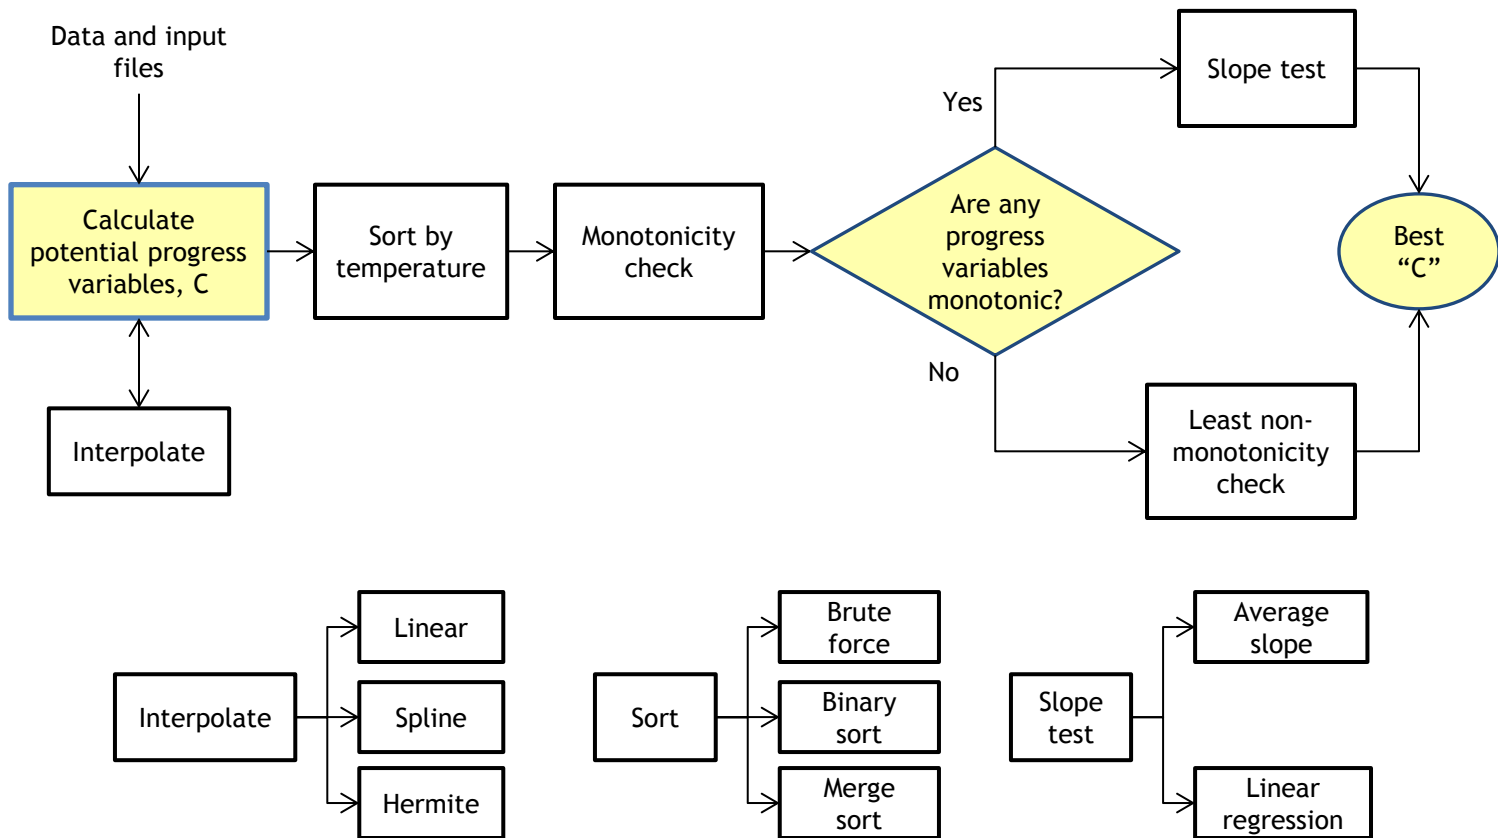 Data and input
files
Calculate
potential progress
variables, C
Interpolate
Sort by
temperature
Monotonicity
check
Are any
progress
variables
monotonic?
Yes
No
Slope test
Least non-
monotonicity
check
Best
“C”
Interpolate
Linear
Spline
Hermite
Sort
Brute
force
Binary
sort
Merge
sort
Slope
test
Average
slope
Linear
regression